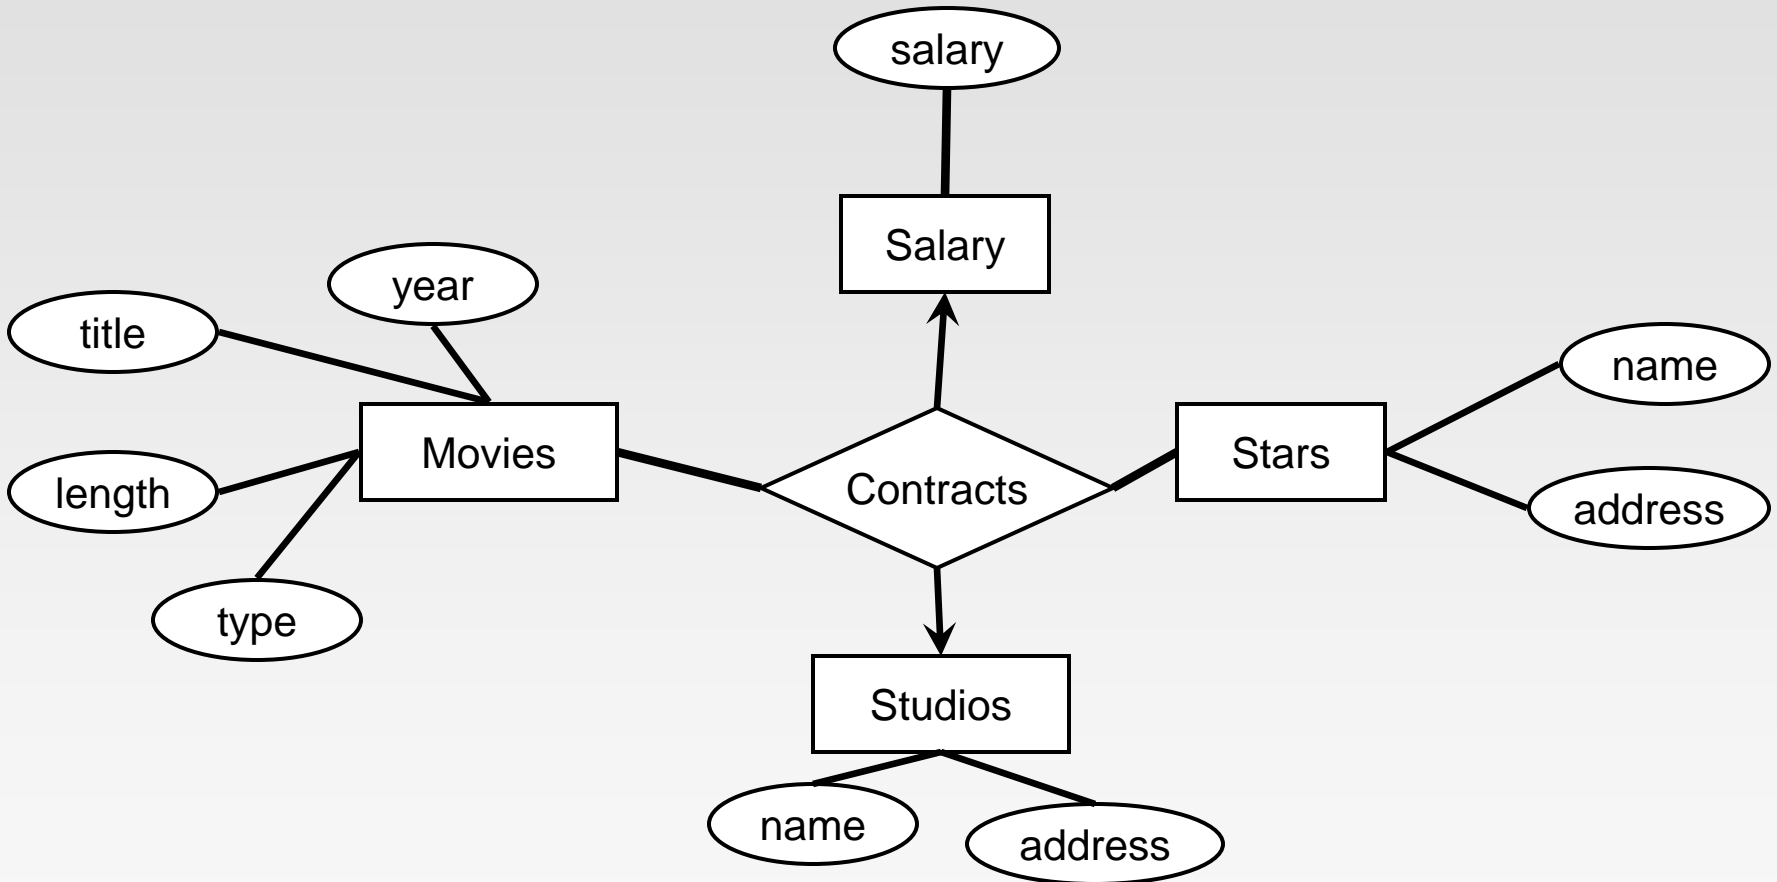 salary
Salary
year
title
name
Movies
Stars
Contracts
length
address
type
Studios
name
address